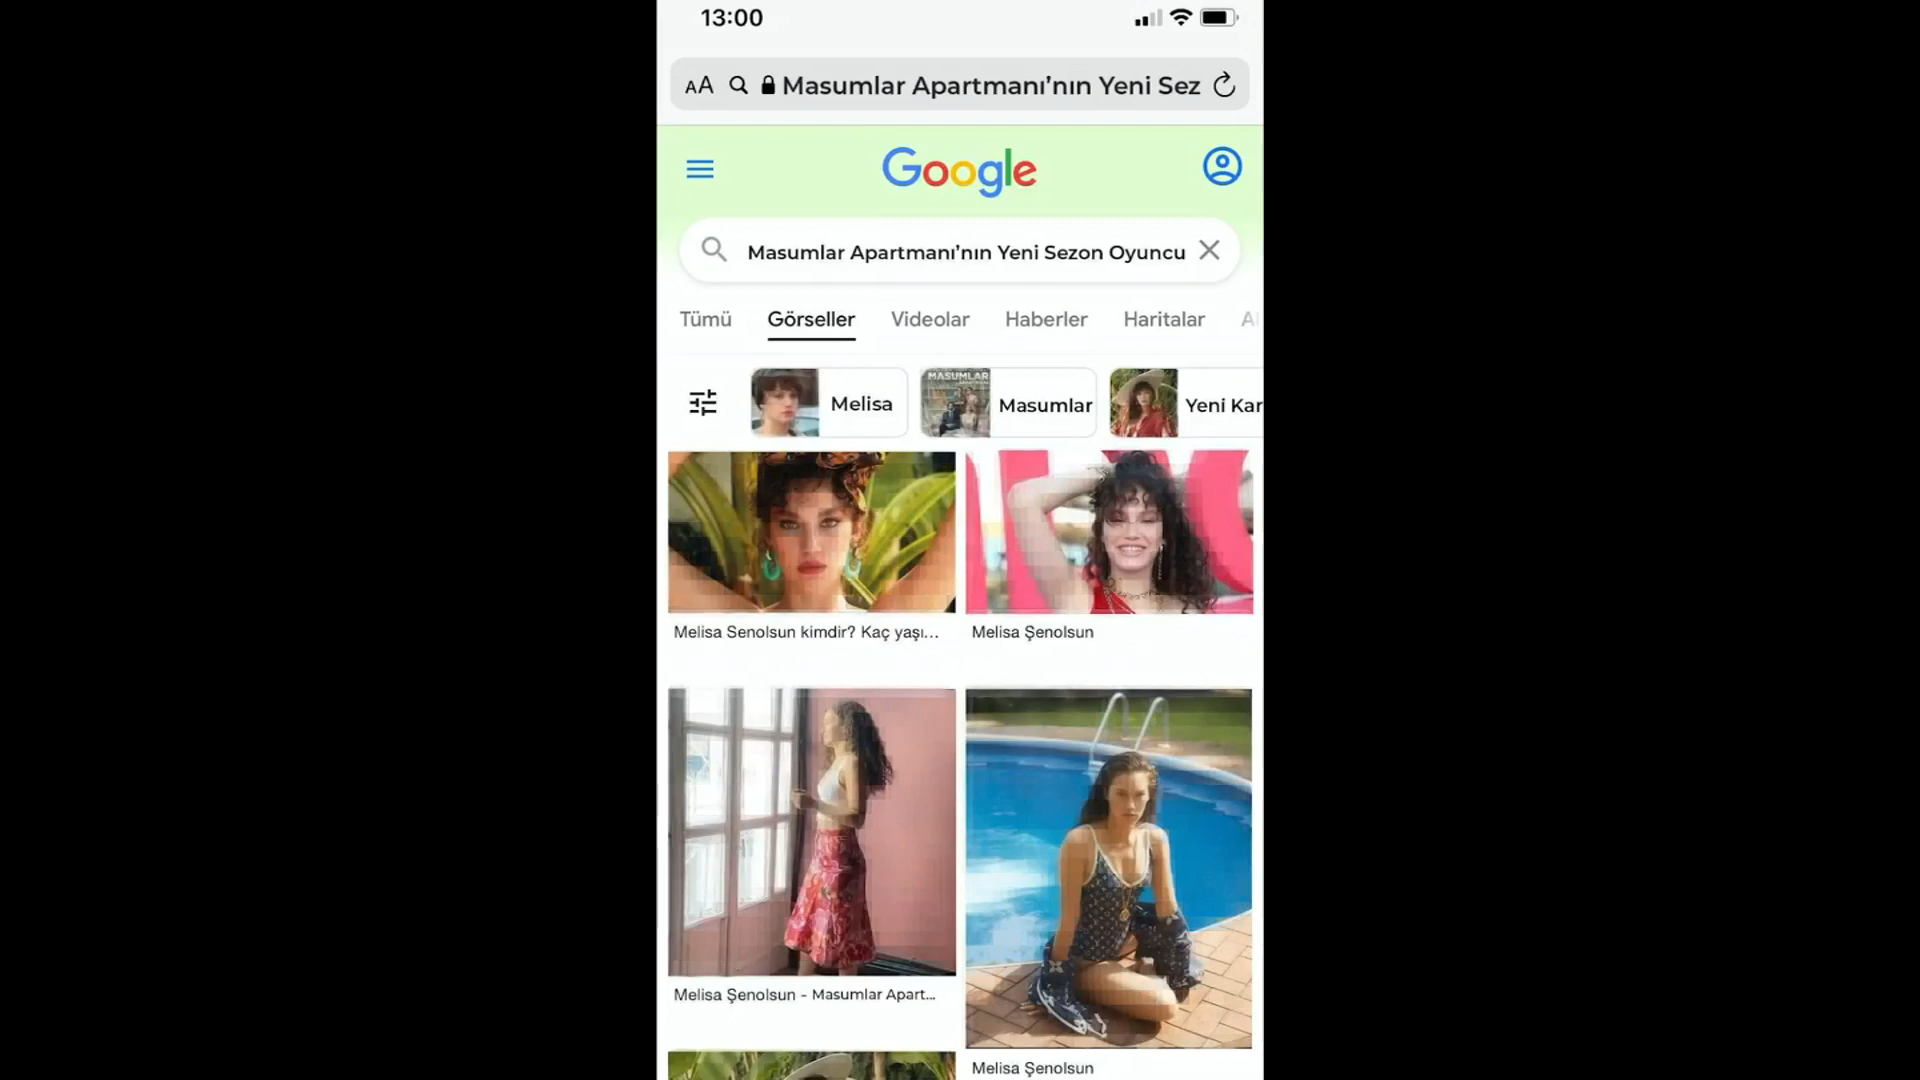 13:00
AA Masumlar Apartmanı’nın Yeni Sez
Google
Masumlar Apartmanı’nın Yeni Sezon Oyuncu
Tümü Görseller Videolar Haberler Haritalar
Melisa
MASUMLAR
Masumlar
Yeni Kar
Melisa Senolsun kimdir? Kaç yaşı...
Melisa Şenolsun
Melisa Şenolsun - Masumlar Apart...
Melisa Şenolsun